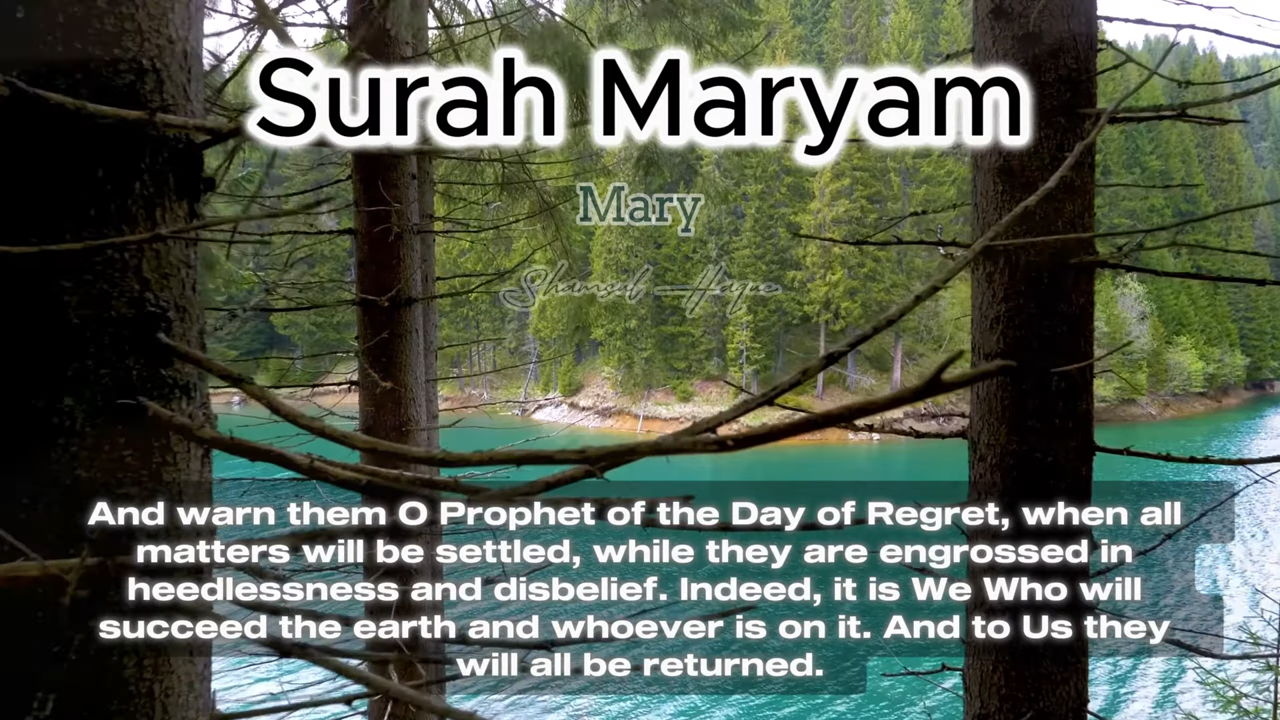 Surah Maryam
Mary
Shamsul Haque
And warn them O Prophet of the Day of Regret, when all
matters will be settled, while they are engrossed in
heedlessness and disbelief. Indeed, it is We Who will
succeed the earth and whoever is on it. And to Us they
will all be returned.